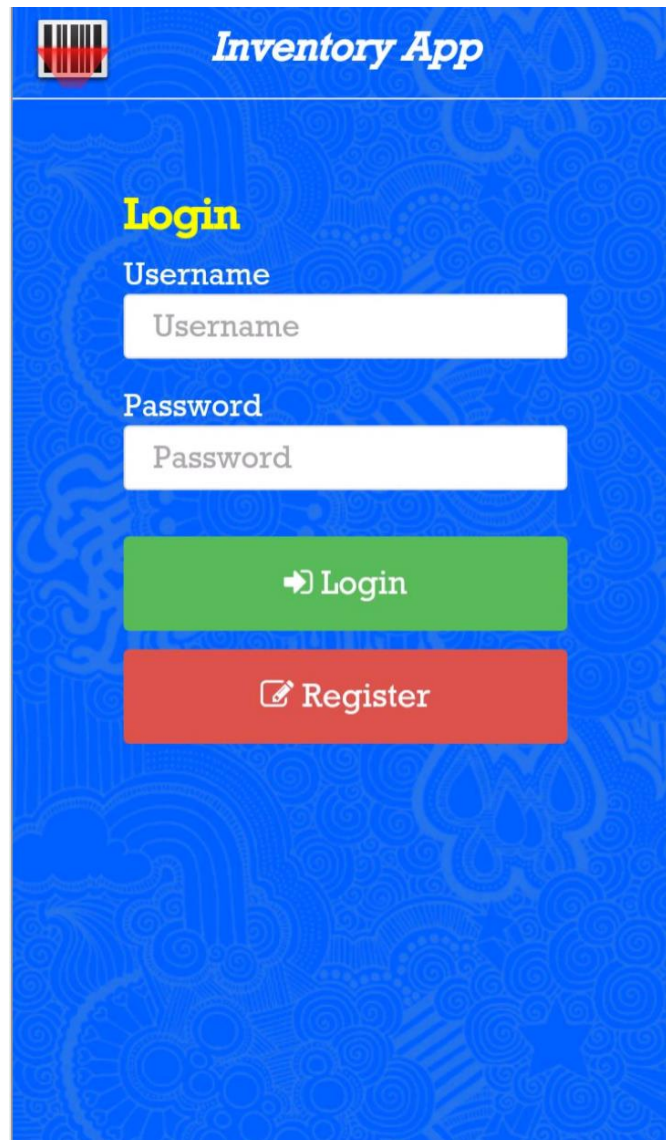 Inventory App
Login
Username
Username
Password
Password
Login
Register